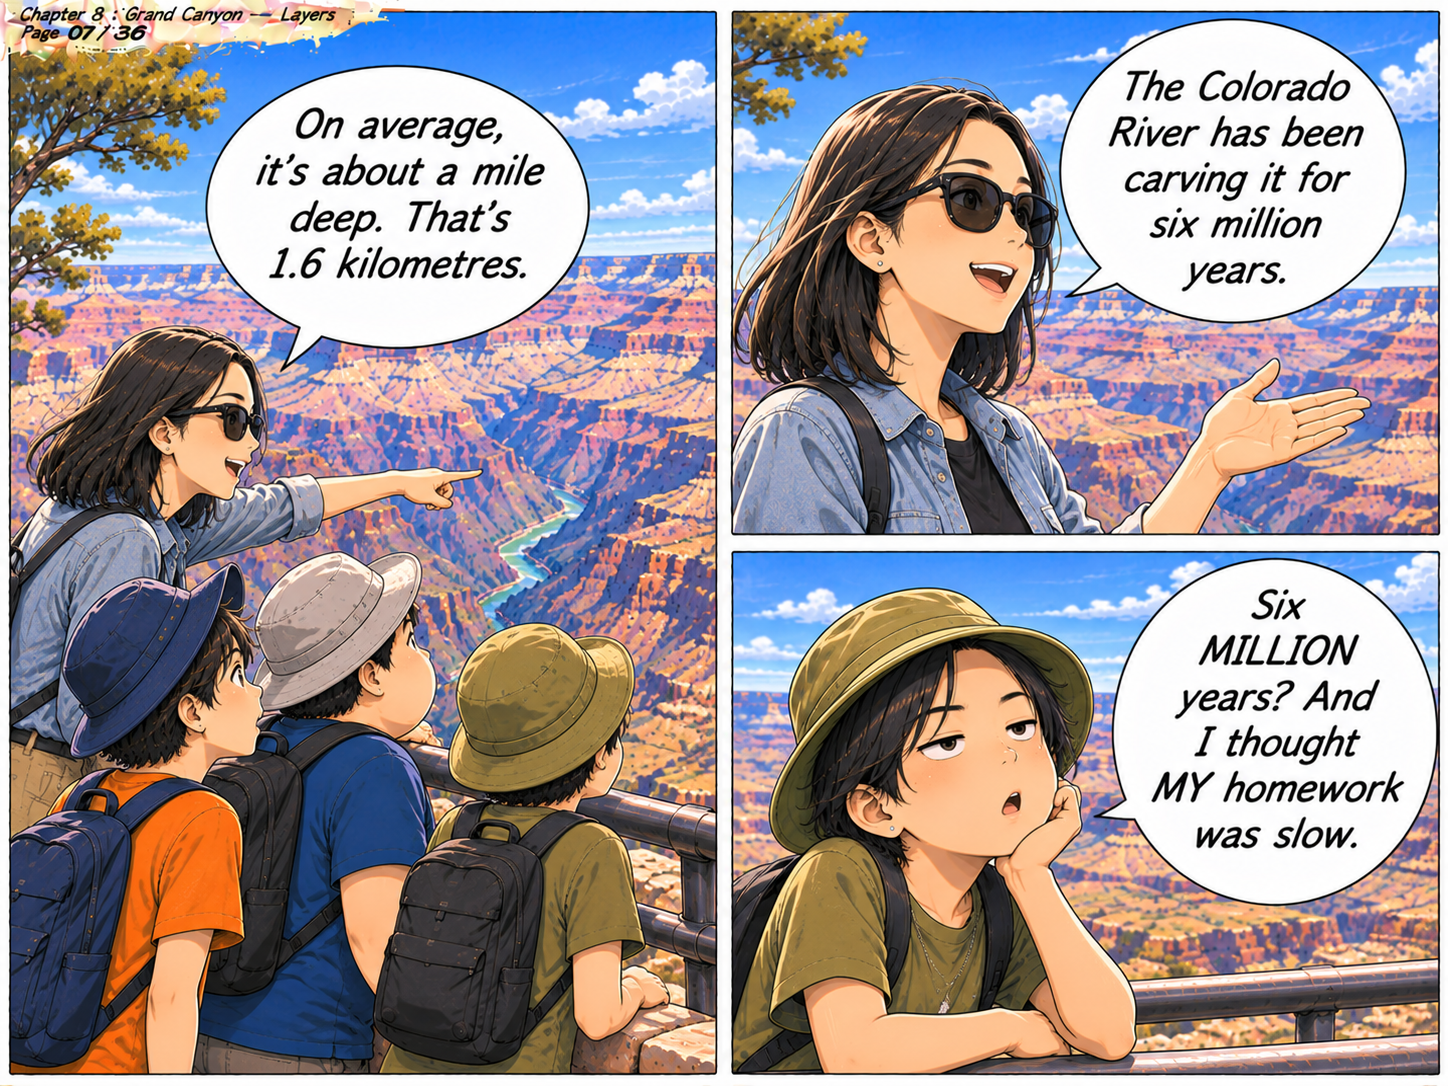 Chapter 8 : Grand Canyon — Layers
Page 07 / 36
On average,
it's about a mile
deep. That's
1.6 kilometres.
The Colorado
River has been
carving it for
six million
years.
Six
MILLION
years? And
I thought
MY homework
was slow.